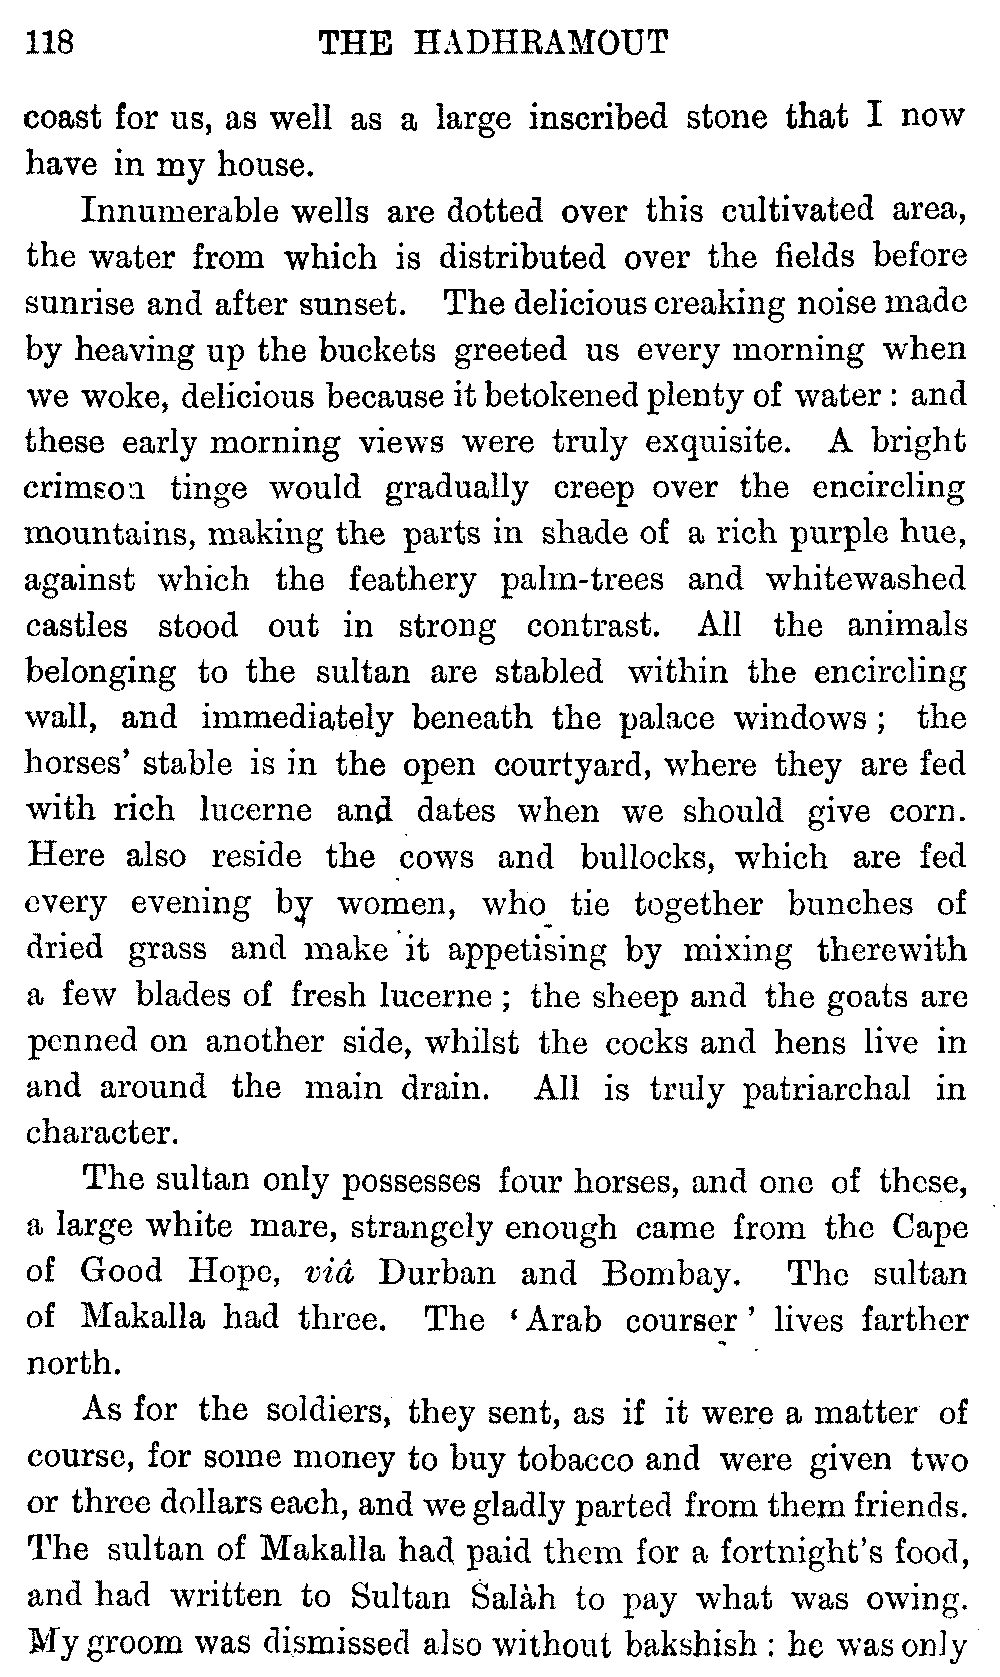 118 THE HADHRAMOUT
coast for us, as well as a large inscribed stone that I now
have in my house.
Innumerable wells are dotted over this cultivated area,
the water from which is distributed over the fields before
sunrise and after sunset. The delicious creaking noise made
by heaving up the buckets greeted us every morning when
we woke, delicious because it betokened plenty of water : and
these early morning views were truly exquisite. A bright
crimson tinge would gradually creep over the encircling
mountains, making the parts in shade of a rich purple hue,
against which the feathery palm-trees and whitewashed
castles stood out in strong contrast. All the animals
belonging to the sultan are stabled within the encircling
wall, and immediately beneath the palace windows ; the
horses' stable is in the open courtyard, where they are fed
with rich lucerne and dates when we should give corn.
Here also reside the cows and bullocks, which are fed
every evening by women, who tie together bunches of
dried grass and make it appetising by mixing therewith
a few blades of fresh lucerne ; the sheep and the goats are
penned on another side, whilst the cocks and hens live in
and around the main drain. All is truly patriarchal in
character.
The sultan only possesses four horses, and one of these,
a large white mare, strangely enough came from the Cape
of Good Hope, viâ Durban and Bombay. The sultan
of Makalla had three. The 'Arab courser' lives farther
north.
As for the soldiers, they sent, as if it were a matter of
course, for some money to buy tobacco and were given two
or three dollars each, and we gladly parted from them friends.
The sultan of Makalla had paid them for a fortnight's food,
and had written to Sultan Salàh to pay what was owing.
My groom was dismissed also without bakshish : he was only